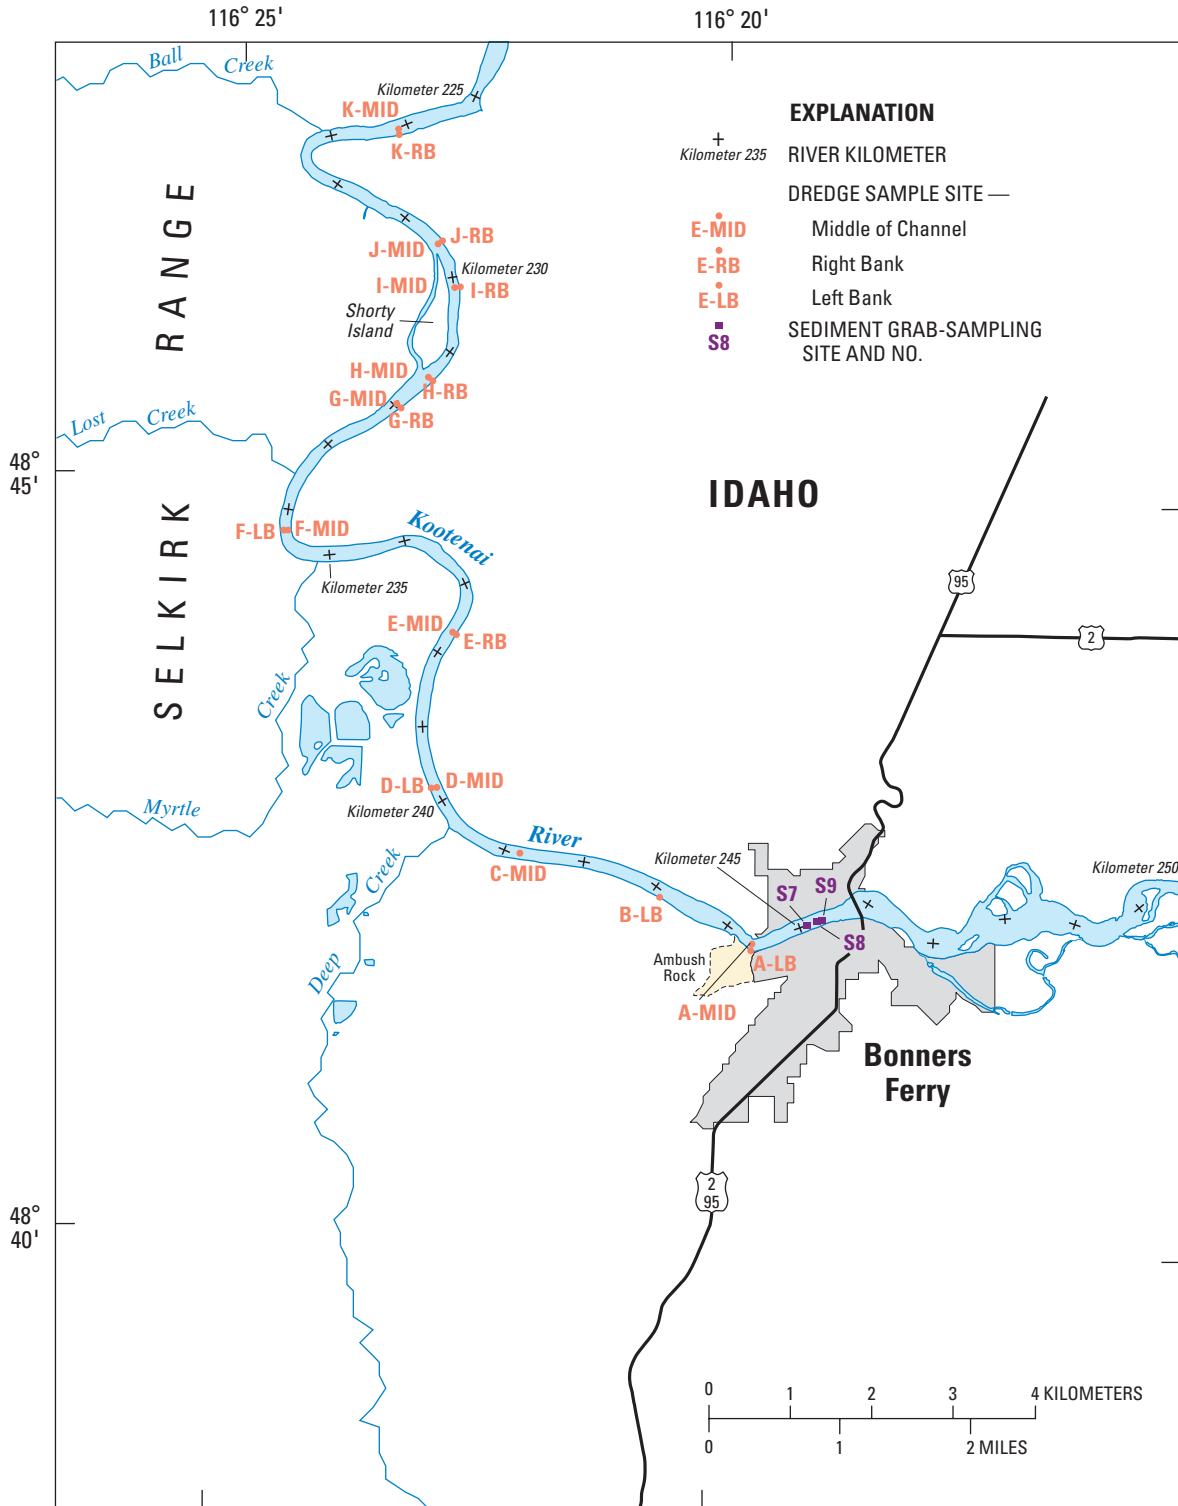 116° 25'
116° 20'
Ball
Creek
Kilometer 225
K-MID
K-RB
EXPLANATION
Kilometer 235
RIVER KILOMETER
DREDGE SAMPLE SITE —
E-MID
Middle of Channel
E-RB
Right Bank
E-LB
Left Bank
S8
SEDIMENT GRAB-SAMPLING
SITE AND NO.
J-RB
J-MID
Kilometer 230
I-MID
I-RB
Shorty
Island
H-MID
H-RB
G-MID
G-RB
Lost
Creek
SELKIRK RANGE
48°
45'
IDAHO
F-LB
F-MID
Kootenai
Kilometer 235
95
2
E-MID
E-RB
Creek
Myrtle
D-LB
D-MID
Kilometer 240
River
C-MID
Creek
Deep
Kilometer 245
Kilometer 250
S7
S9
B-LB
S8
Ambush
Rock
A-LB
A-MID
Bonners
Ferry
2
95
48°
40'
0 1 2 3 4 KILOMETERS
0 1 2 MILES